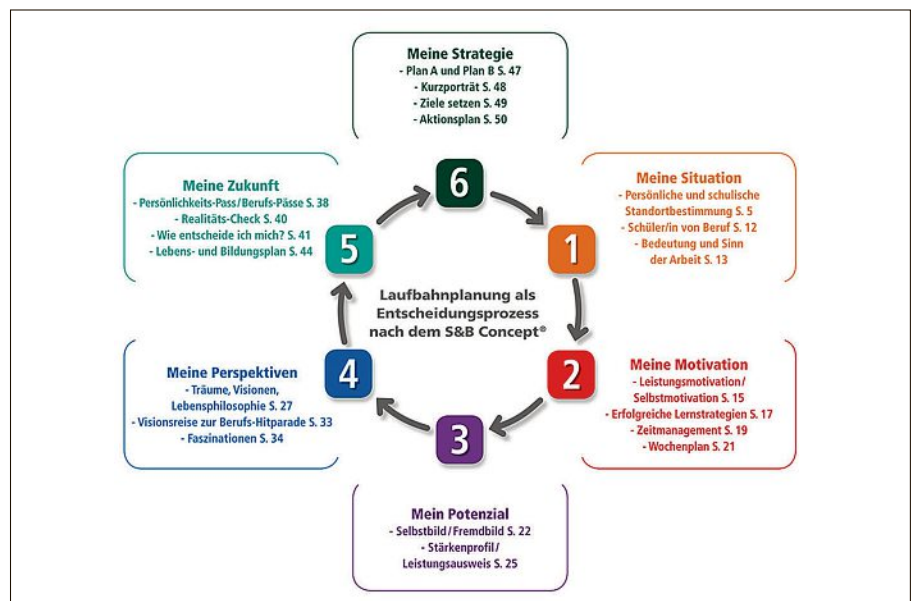 Meine Strategie
- Plan A und Plan B S. 47
- Kurzporträt S. 48
- Ziele setzen S. 49
- Aktionsplan S. 50
6
Meine Situation
- Persönliche und schulische
Standortbestimmung S. 5
- Schüler/in von Beruf S. 12
- Bedeutung und Sinn
der Arbeit S. 13
1
Meine Motivation
- Leistungsmotivation/
Selbstmotivation S. 15
- Erfolgreiche Lernstrategien S. 17
- Zeitmanagement S. 19
- Wochenplan S. 21
2
Mein Potenzial
- Selbstbild/Fremdbild S. 22
- Stärkenprofil/
Leistungsausweis S. 25
3
Meine Perspektiven
- Träume, Visionen,
Lebensphilosophie S. 27
- Visionsreise zur Berufs-Hitparade S. 33
- Faszinationen S. 34
4
Meine Zukunft
- Persönlichkeits-Pass/Berufs-Pässe S. 38
- Realitäts-Check S. 40
- Wie entscheide ich mich? S. 41
- Lebens- und Bildungsplan S. 44
5
Laufbahnplanung als
Entscheidungsprozess
nach dem S&B Concept®